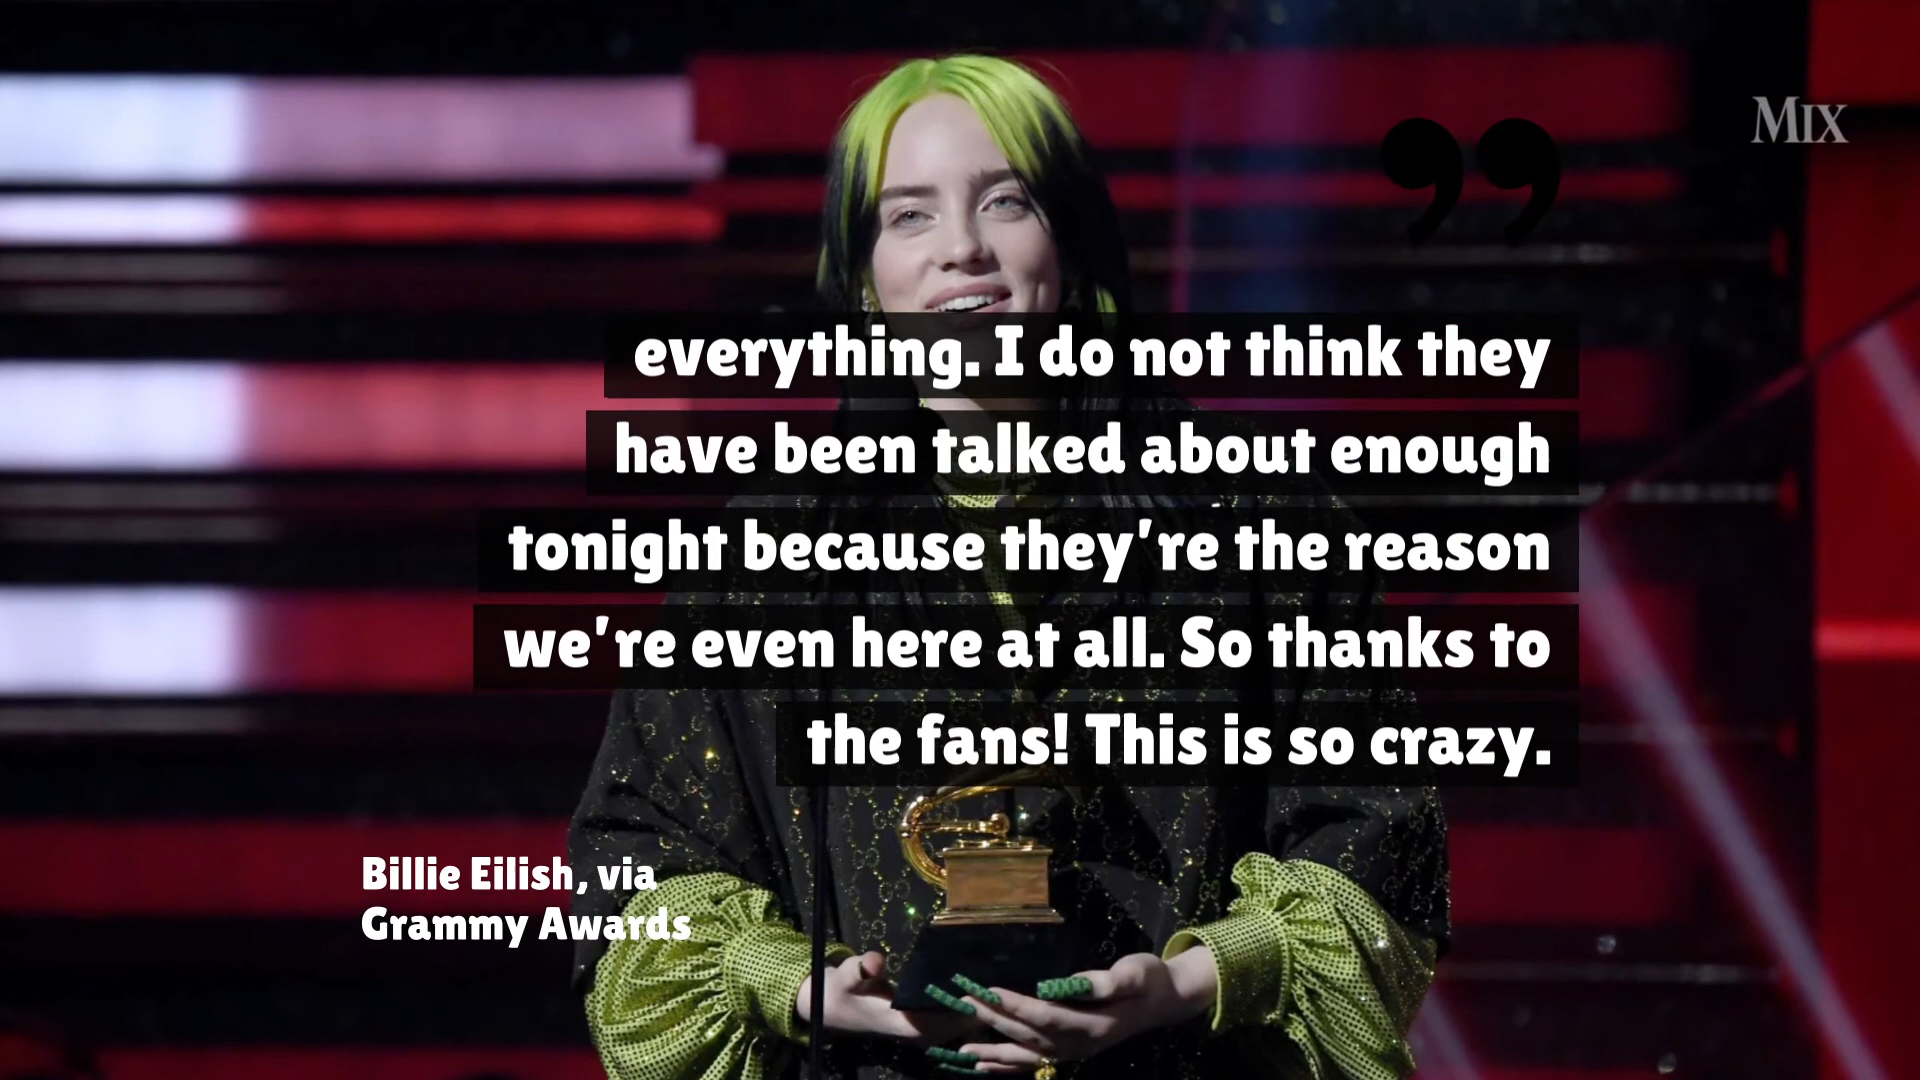 MIX
”
everything. I do not think they
have been talked about enough
tonight because they’re the reason
we’re even here at all. So thanks to
the fans! This is so crazy.
Billie Eilish, via
Grammy Awards